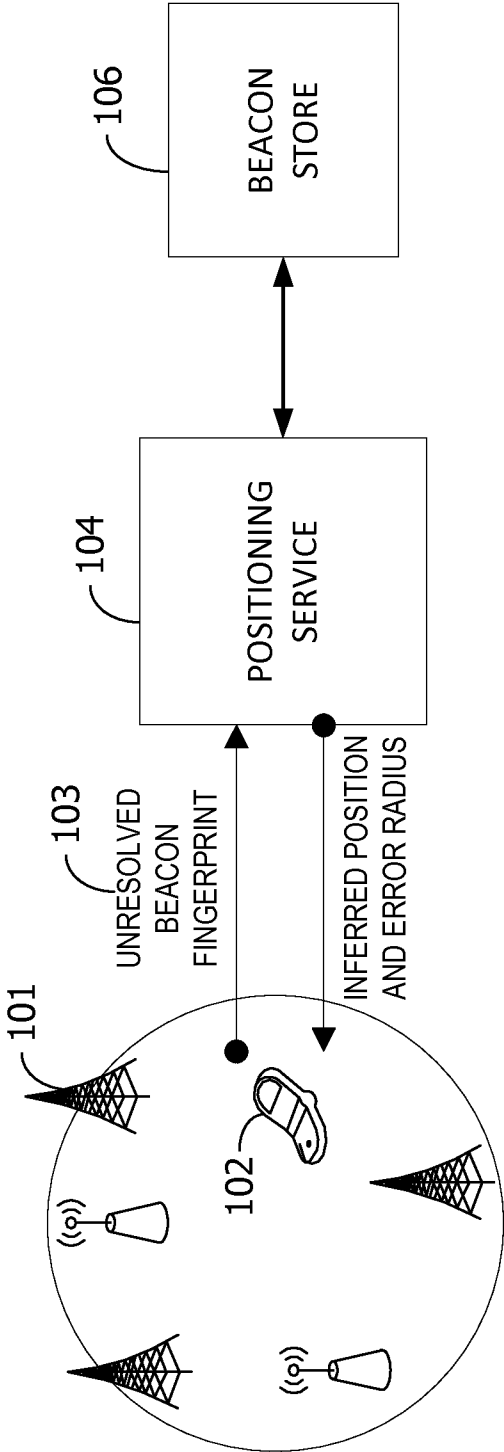 101
102
103
UNRESOLVED
BEACON
FINGERPRINT
INFERRED POSITION
AND ERROR RADIUS
104
POSITIONING
SERVICE
106
BEACON
STORE